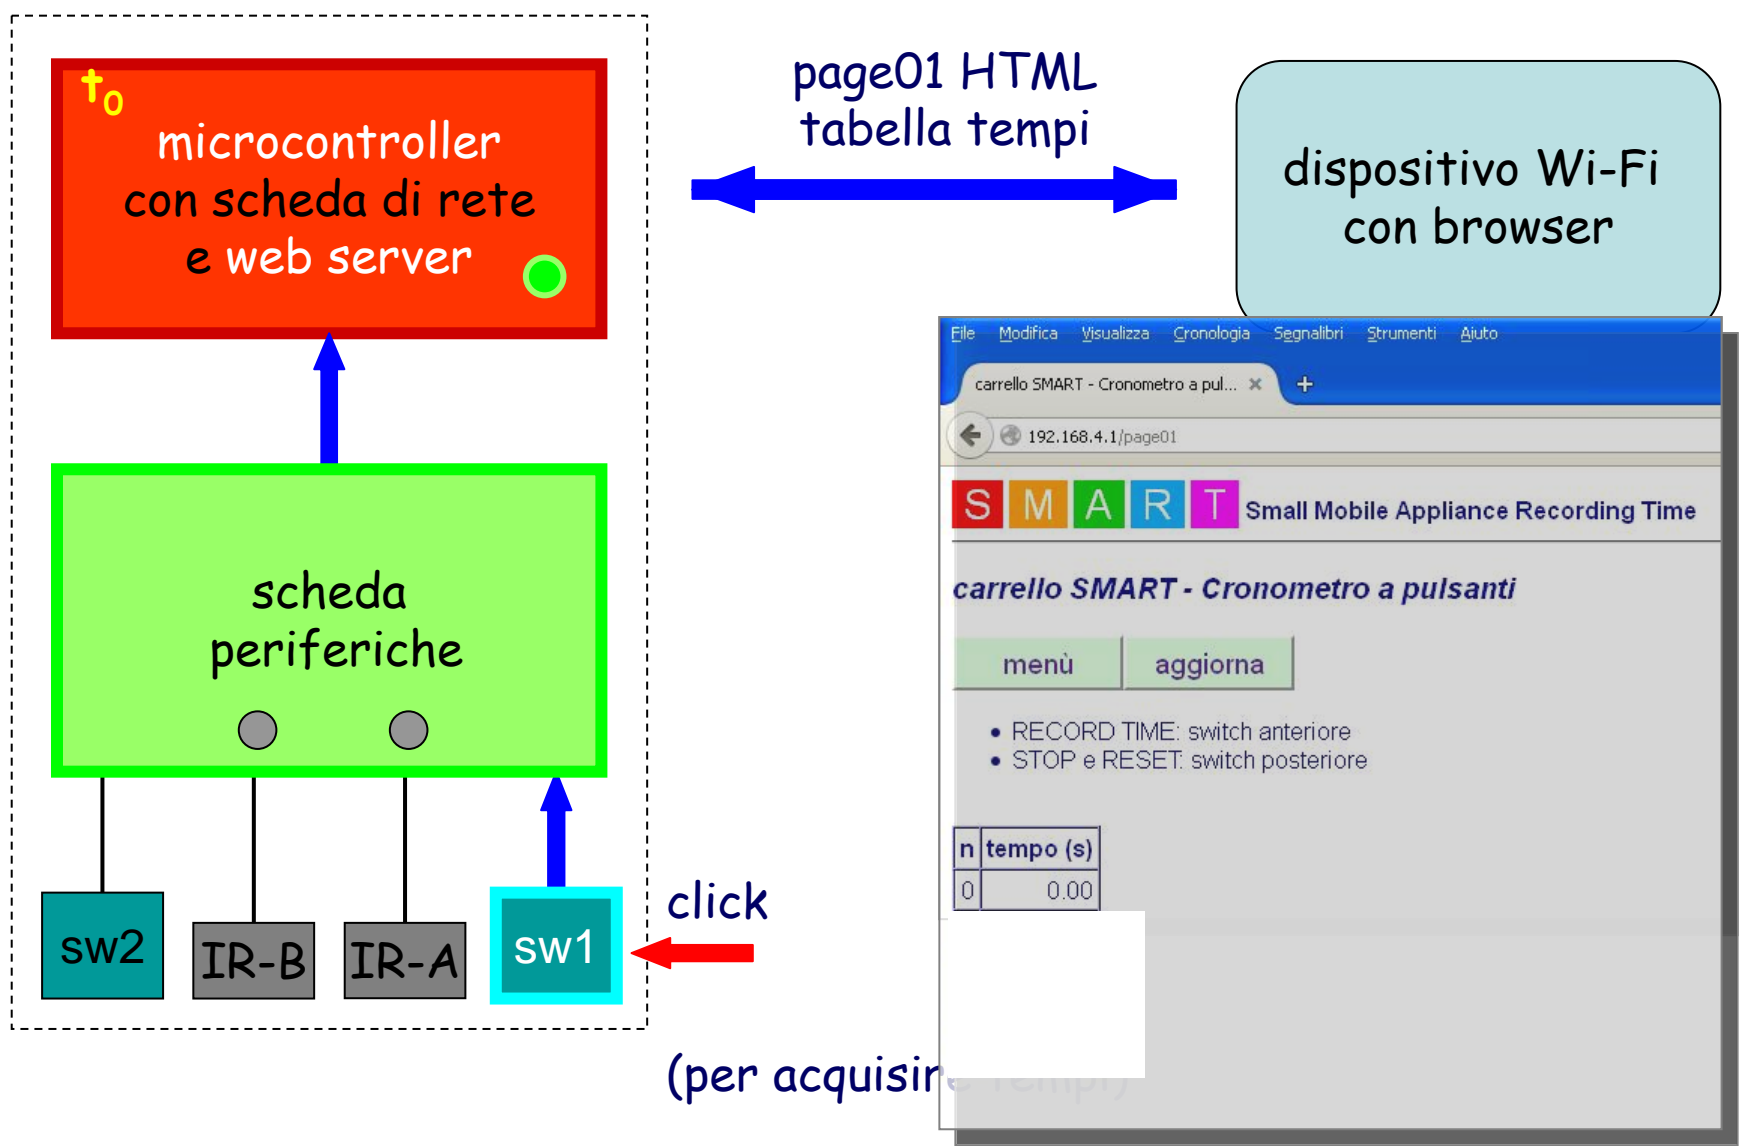 t0
microcontroller
con scheda di rete
e web server
page01 HTML
tabella tempi
dispositivo Wi-Fi
con browser
scheda
periferiche
sw2
IR-B
IR-A
sw1
click
(per acquisire tempi)
File Modifica Visualizza Cronologia Segnalibri Strumenti Aiuto
carrello SMART - Cronometro a pul... × +
192.168.4.1/page01
S M A R T Small Mobile Appliance Recording Time
carrello SMART - Cronometro a pulsanti
menù aggiorna
• RECORD TIME: switch anteriore
• STOP e RESET: switch posteriore
n tempo (s)
0 0.00